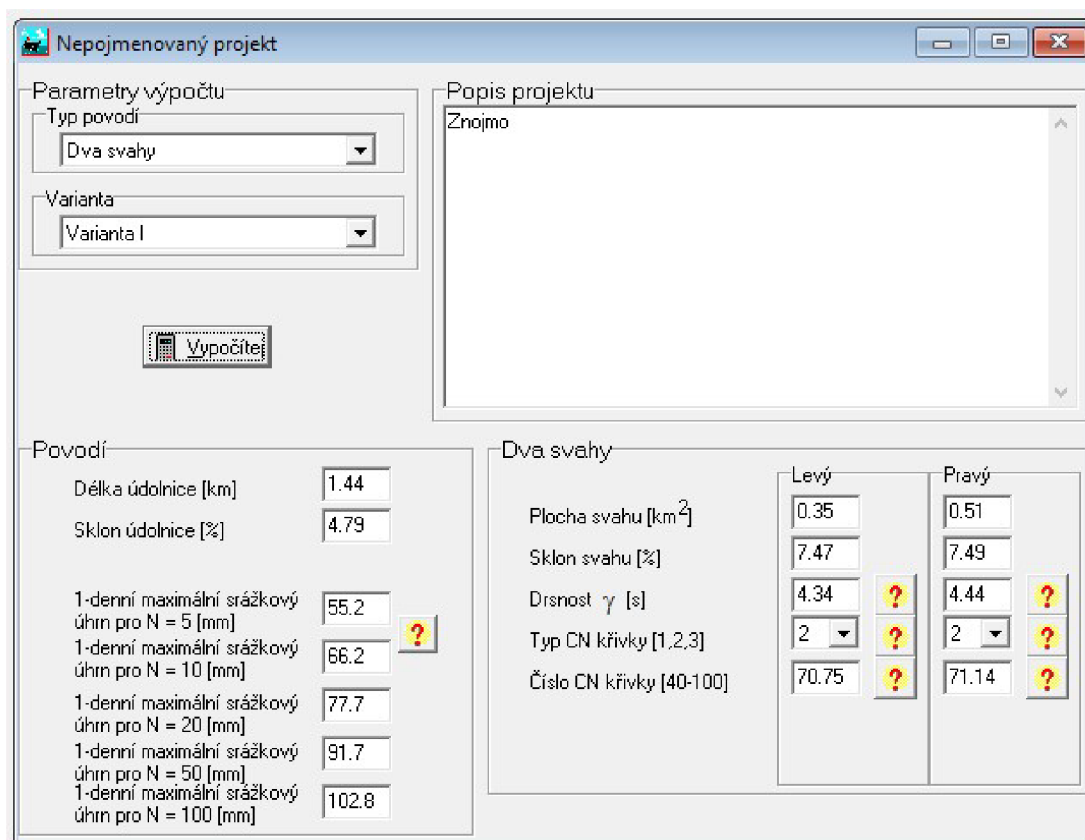 Nepojmenovaný projekt
Parametry výpočtu
Typ povodí
Dva svahy
Varianta
Varianta I
Vypočítej
Popis projektu
Znojmo
Povodí
Délka údolnice [km] 1.44
Sklon údolnice [%] 4.79
1-denní maximální srážkový
úhrn pro N = 5 [mm] 55.2
?
1-denní maximální srážkový
úhrn pro N = 10 [mm] 66.2
1-denní maximální srážkový
úhrn pro N = 20 [mm] 77.7
1-denní maximální srážkový
úhrn pro N = 50 [mm] 91.7
1-denní maximální srážkový
úhrn pro N = 100 [mm] 102.8
Dva svahy
Levý Pravý
Plocha svahu [km²] 0.35 0.51
Sklon svahu [%] 7.47 7.49
Drsnost γ [s] 4.34 ? 4.44 ?
Typ CN křivky [1,2,3] 2 ? 2 ?
Číslo CN křivky [40-100] 70.75 ? 71.14 ?